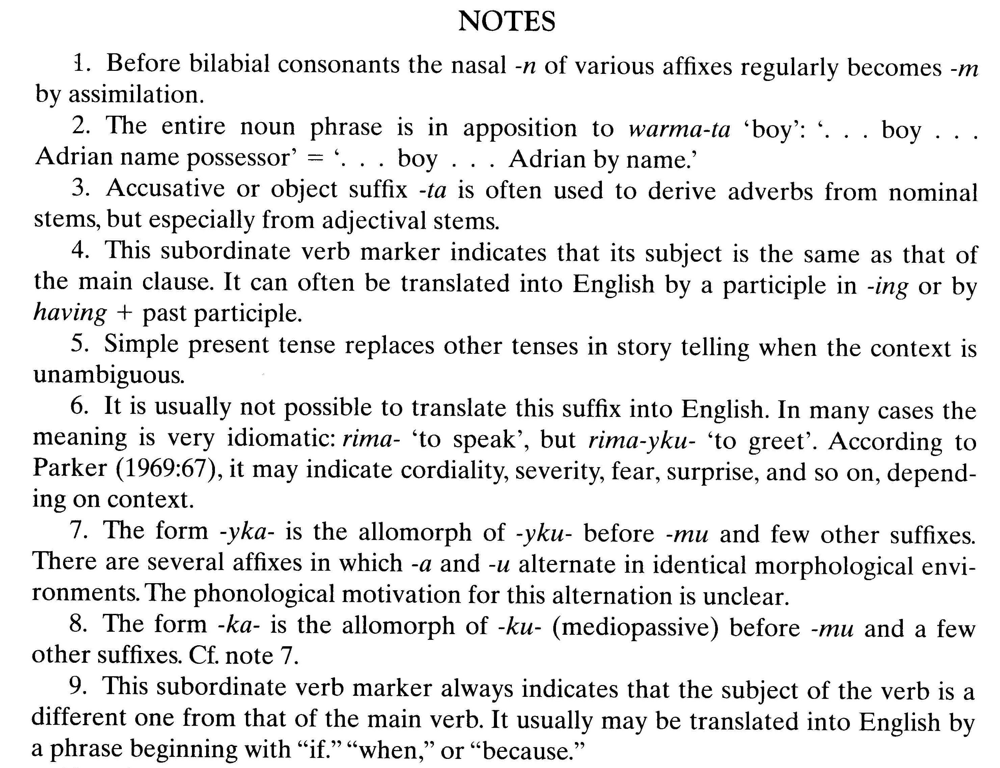 NOTES
1. Before bilabial consonants the nasal -n of various affixes regularly becomes -m
by assimilation.
2. The entire noun phrase is in apposition to warma-ta ‘boy’: ‘. . . boy . . .
Adrian name possessor’ = ‘. . . boy . . . Adrian by name.’
3. Accusative or object suffix -ta is often used to derive adverbs from nominal
stems, but especially from adjectival stems.
4. This subordinate verb marker indicates that its subject is the same as that of
the main clause. It can often be translated into English by a participle in -ing or by
having + past participle.
5. Simple present tense replaces other tenses in story telling when the context is
unambiguous.
6. It is usually not possible to translate this suffix into English. In many cases the
meaning is very idiomatic: rima- ‘to speak’, but rima-yku- ‘to greet’. According to
Parker (1969:67), it may indicate cordiality, severity, fear, surprise, and so on, depend-
ing on context.
7. The form -yka- is the allomorph of -yku- before -mu and few other suffixes.
There are several affixes in which -a and -u alternate in identical morphological envi-
ronments. The phonological motivation for this alternation is unclear.
8. The form -ka- is the allomorph of -ku- (mediopassive) before -mu and a few
other suffixes. Cf. note 7.
9. This subordinate verb marker always indicates that the subject of the verb is a
different one from that of the main verb. It usually may be translated into English by
a phrase beginning with “if.” “when,” or “because.”